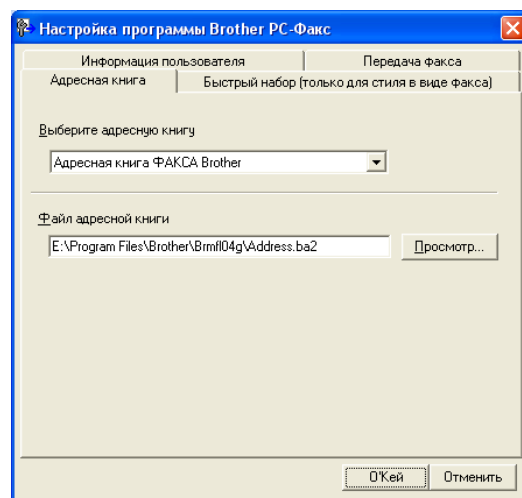 Настройка программы Brother PC-Факс
Информация пользователя
Передача факса
Адресная книга
Быстрый набор (только для стиля в виде факса)
Выберите адресную книгу
Адресная книга ФАКСА Brother
Файл адресной книги
E:\Program Files\Brother\Brmfl04g\Address.ba2
Просмотр...
О'Кей
Отменить